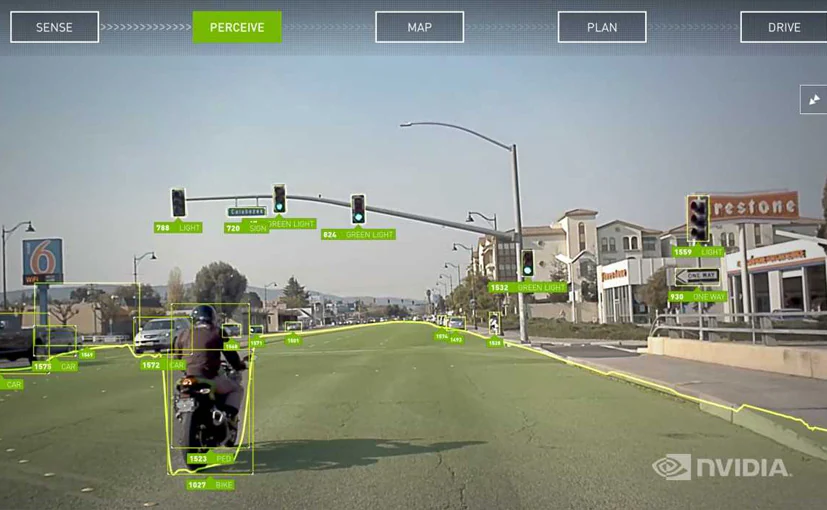 SENSE
PERCEIVE
MAP
PLAN
DRIVE
788 LIGHT
720 SIGN
GREEN LIGHT
824 GREEN LIGHT
1532 GREEN LIGHT
restone
1559 LIGHT
ONE WAY
930 ONE WAY
6
WiFi
CAR
1575 CAR
1572 CAR
1523 PED
1027 BIKE
NVIDIA